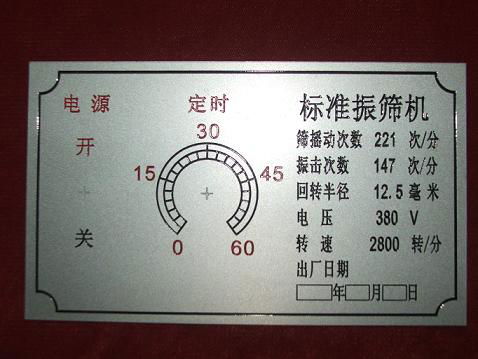 电源
开
关
定时
30
15
45
0
60
标准振筛机
筛摇动次数 221 次/分
振击次数 147 次/分
回转半径 12.5 毫米
电压 380 V
转速 2800 转/分
出厂日期
年月日